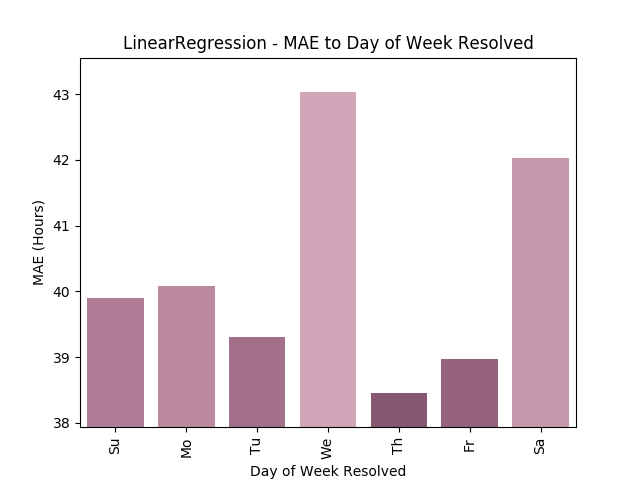 LinearRegression - MAE to Day of Week Resolved
43
42
41
40
39
38
MAE (Hours)
Su
Mo
Tu
We
Th
Fr
Sa
Day of Week Resolved